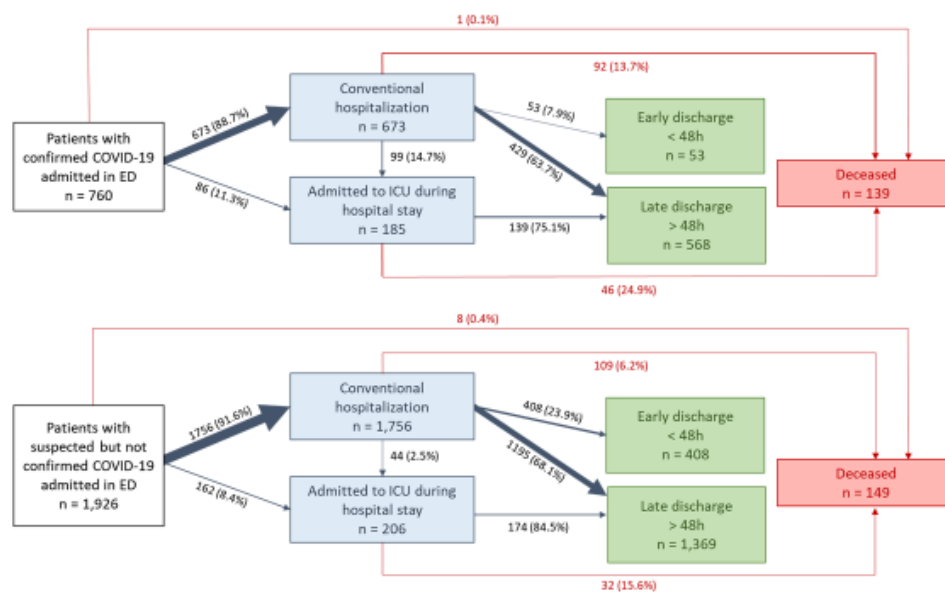 1 (0.1%)
92 (13.7%)
Conventional
hospitalization
n = 673
673 (88.7%)
53 (7.9%)
Early discharge
< 48h
n = 53
Patients with
confirmed COVID-19
admitted in ED
n = 760
99 (14.7%)
429 (63.7%)
Deceased
n = 139
86 (11.3%)
Admitted to ICU during
hospital stay
n = 185
139 (75.1%)
Late discharge
> 48h
n = 568
46 (24.9%)
8 (0.4%)
109 (6.2%)
Conventional
hospitalization
n = 1,756
1756 (91.6%)
408 (23.9%)
Early discharge
< 48h
n = 408
Patients with
suspected but not
confirmed COVID-19
admitted in ED
n = 1,926
44 (2.5%)
1195 (68.1%)
Deceased
n = 149
162 (8.4%)
Admitted to ICU during
hospital stay
n = 206
174 (84.5%)
Late discharge
> 48h
n = 1,369
32 (15.6%)